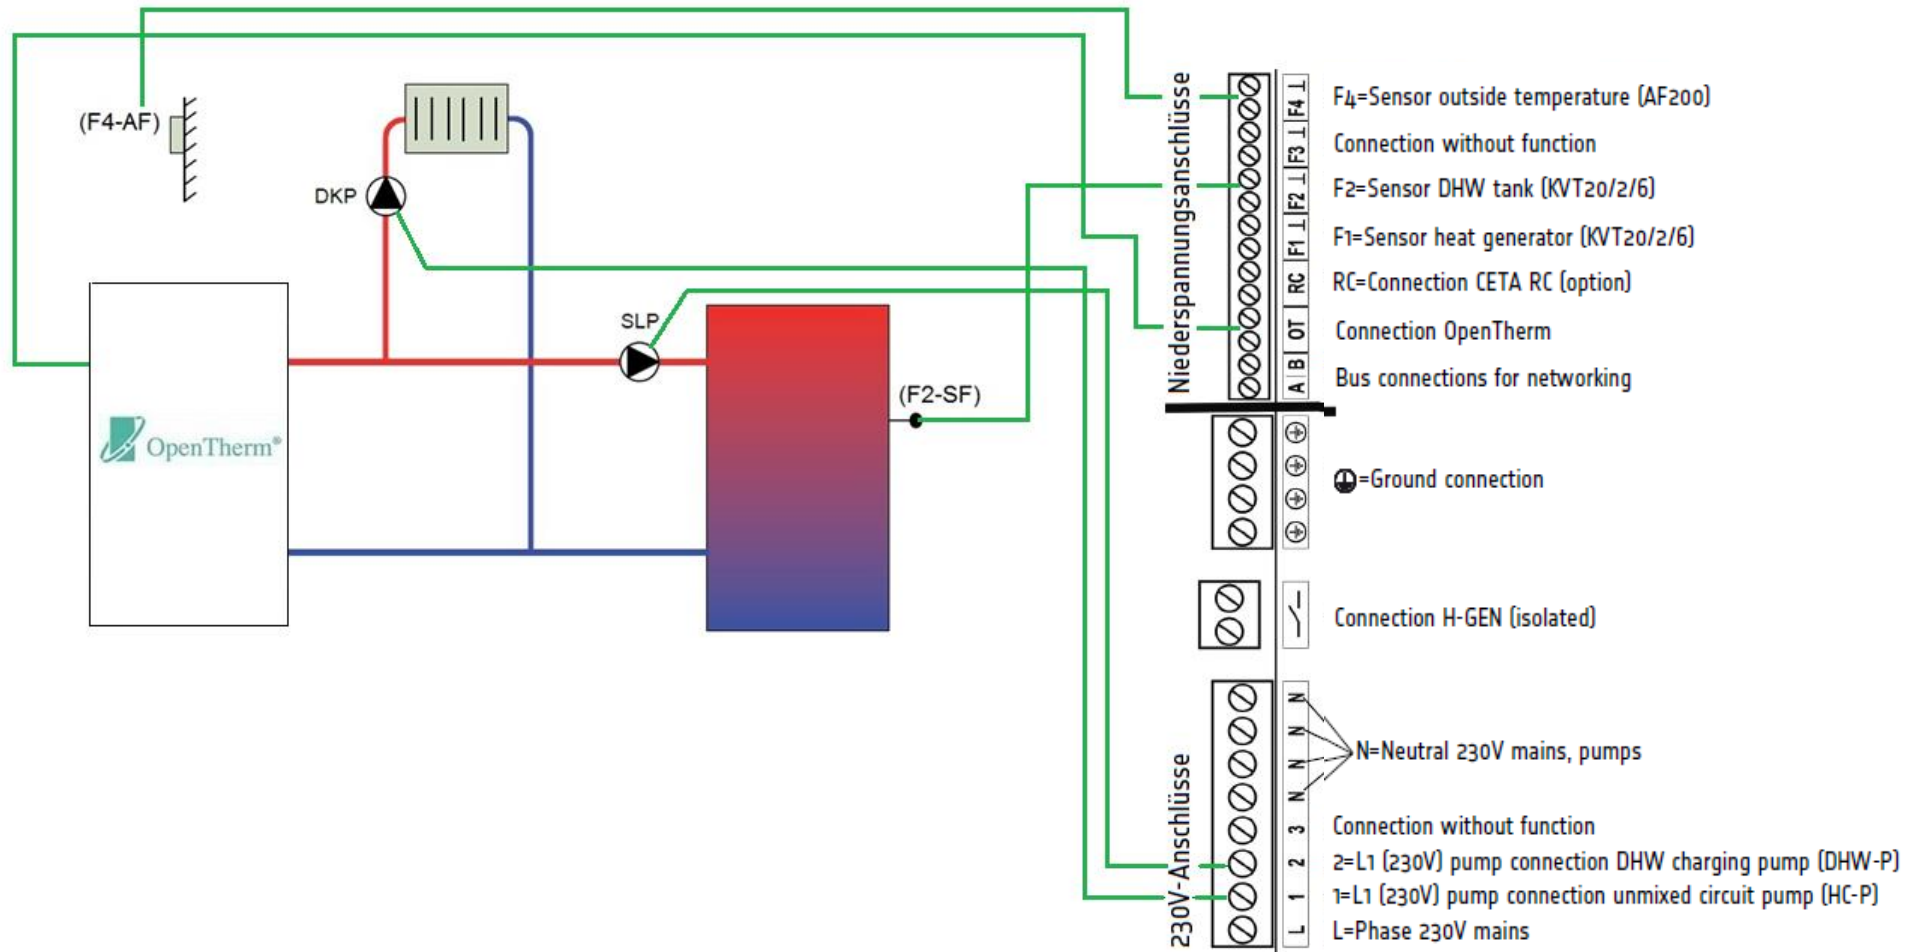 (F4-AF)
DKP
SLP
(F2-SF)
OpenTherm®
Niederspannungsanschlüsse
F4 ⊥
F3 ⊥
F2 ⊥
F1 ⊥
RC
OT
B
A
F4=Sensor outside temperature (AF200)
Connection without function
F2=Sensor DHW tank (KVT20/2/6)
F1=Sensor heat generator (KVT20/2/6)
RC=Connection CETA RC (option)
Connection OpenTherm
Bus connections for networking
=Ground connection
Connection H-GEN (isolated)
230V-Anschlüsse
N
N
N
N
3
2
1
L
N=Neutral 230V mains, pumps
Connection without function
2=L1 (230V) pump connection DHW charging pump (DHW-P)
1=L1 (230V) pump connection unmixed circuit pump (HC-P)
L=Phase 230V mains